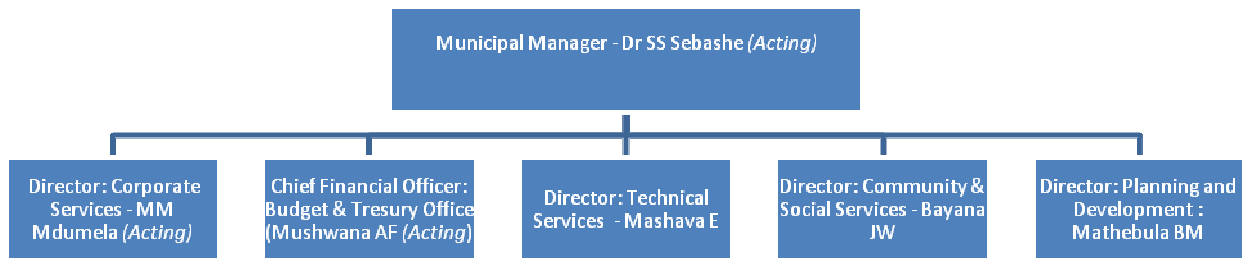 Municipal Manager - Dr SS Sebashe (Acting)
Director: Corporate
Services - MM
Mdumela (Acting)
Chief Financial Officer:
Budget & Tresury Office
(Mushwana AF (Acting)
Director: Technical
Services - Mashava E
Director: Community &
Social Services - Bayana
JW
Director: Planning and
Development :
Mathebula BM